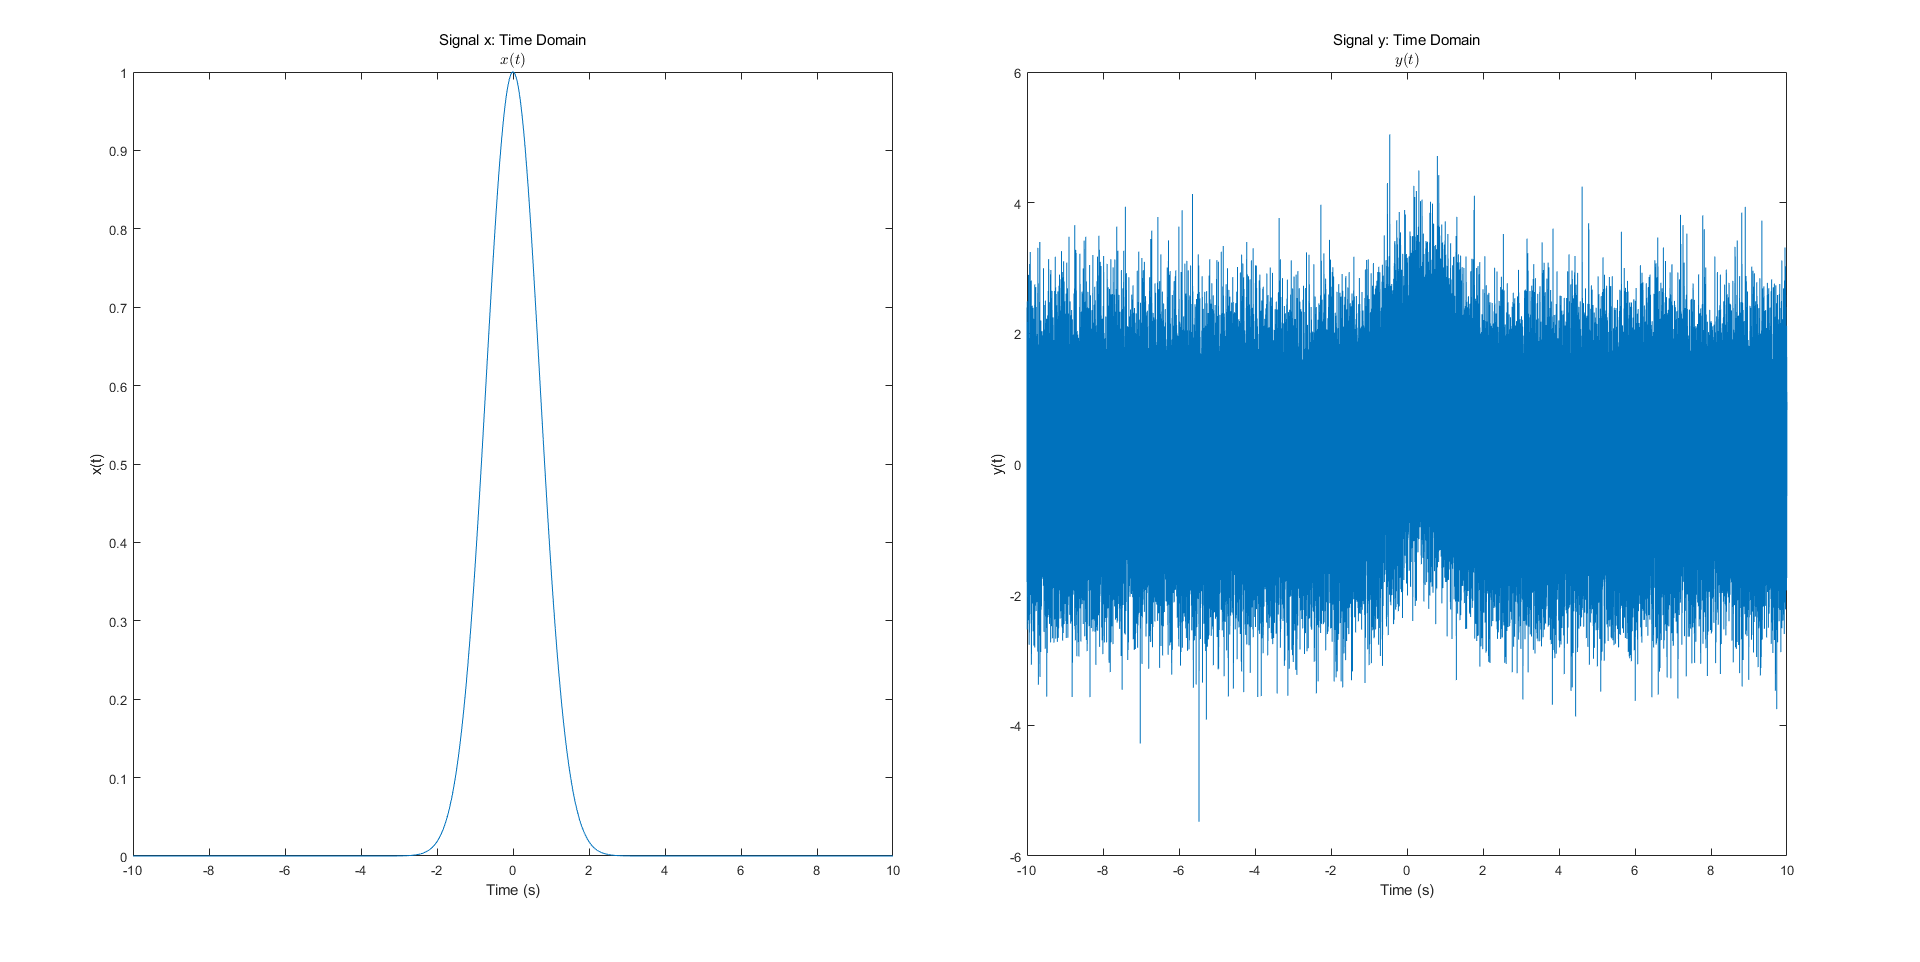 Signal x: Time Domain
x(t)
1
0.9
0.8
0.7
0.6
0.5
0.4
0.3
0.2
0.1
0
x(t)
-10 -8 -6 -4 -2 0 2 4 6 8 10
Time (s)
Signal y: Time Domain
y(t)
6
4
2
0
-2
-4
-6
y(t)
-10 -8 -6 -4 -2 0 2 4 6 8 10
Time (s)